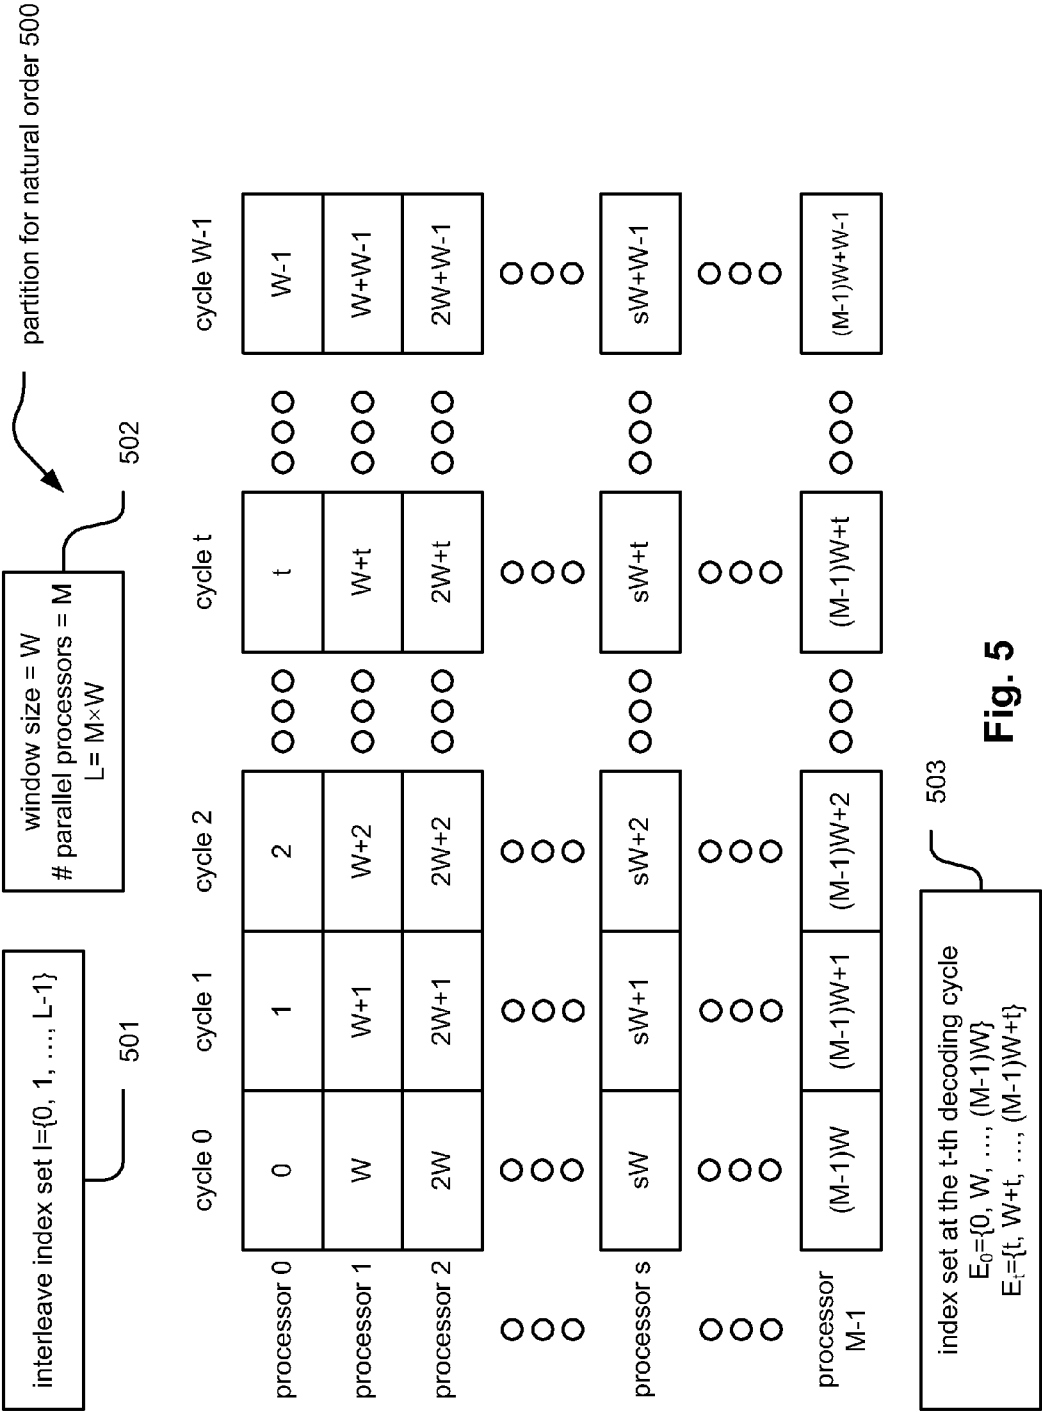 partition for natural order 500
interleave index set I={0, 1, ..., L-1}
501
window size = W
# parallel processors = M
L= M×W
502
cycle 0 cycle 1 cycle 2 cycle t cycle W-1
processor 0 0 1 2 t W-1
processor 1 W W+1 W+2 W+t W+W-1
processor 2 2W 2W+1 2W+2 2W+t 2W+W-1
processor s sW sW+1 sW+2 sW+t sW+W-1
processor
M-1 (M-1)W (M-1)W+1 (M-1)W+2 (M-1)W+t (M-1)W+W-1
index set at the t-th decoding cycle
E₀={0, W, ..., (M-1)W}
Eₜ={t, W+t, ..., (M-1)W+t}
503
Fig. 5